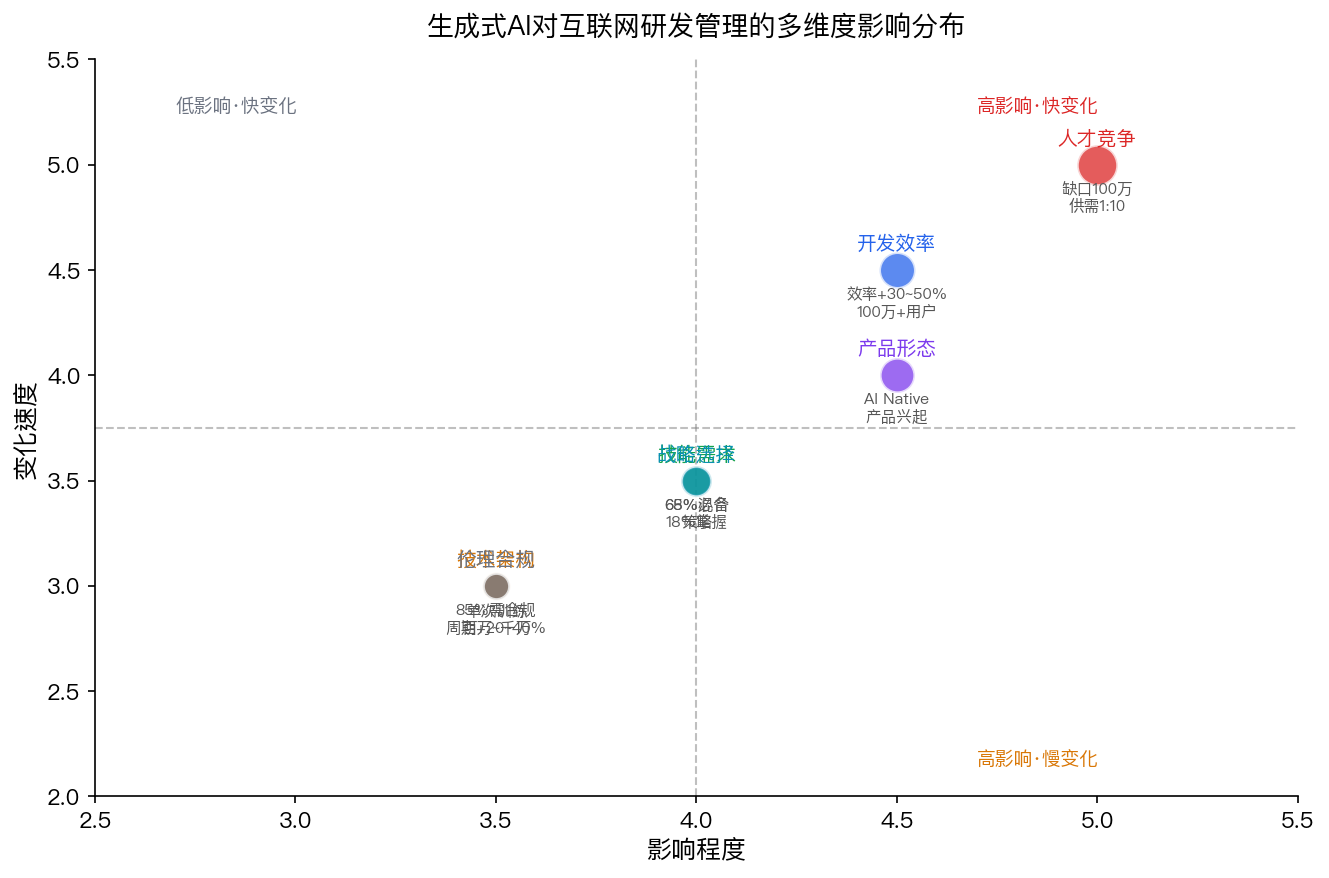 生成式AI对互联网研发管理的多维度影响分布
5.5
低影响·快变化
高影响·快变化
人才竞争
5.0
缺口100万
供需1:10
开发效率
4.5
效率+30~50%
100万+用户
产品形态
4.0
AI Native
产品兴起
变化速度
3.5
3.0
2.5
高影响·慢变化
2.0
2.5
3.0
3.5
4.0
4.5
5.0
5.5
影响程度